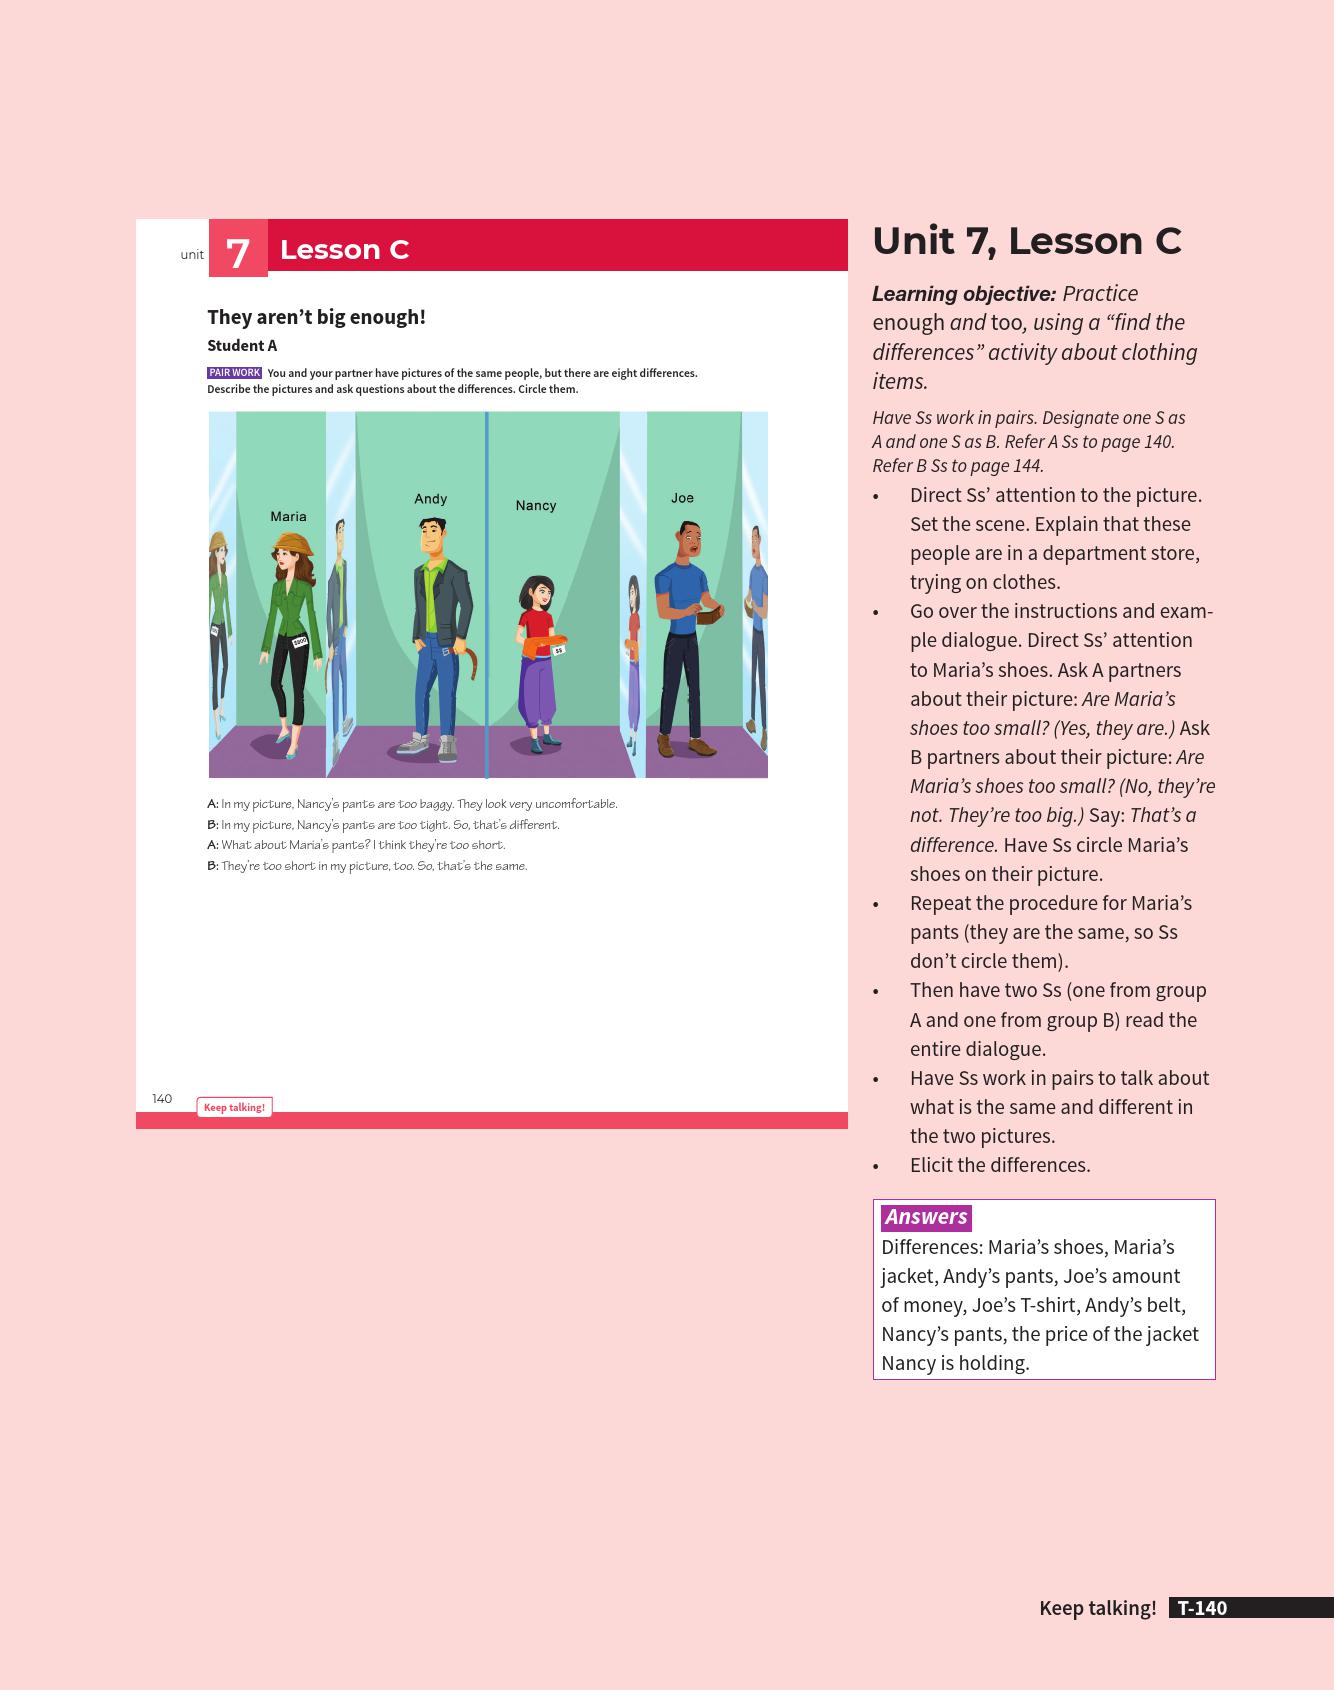 unit 7 Lesson C
They aren’t big enough!
Student A
PAIR WORK You and your partner have pictures of the same people, but there are eight differences.
Describe the pictures and ask questions about the differences. Circle them.
Maria
Andy
Nancy
Joe
A: In my picture, Nancy’s pants are too baggy. They look very uncomfortable.
B: In my picture, Nancy’s pants are too tight. So, that’s different.
A: What about Maria’s pants? I think they’re too short.
B: They’re too short in my picture, too. So, that’s the same.
140
Keep talking!
Unit 7, Lesson C
Learning objective: Practice
enough and too, using a “find the
differences” activity about clothing
items.
Have Ss work in pairs. Designate one S as
A and one S as B. Refer A Ss to page 140.
Refer B Ss to page 144.
• Direct Ss’ attention to the picture.
Set the scene. Explain that these
people are in a department store,
trying on clothes.
• Go over the instructions and exam-
ple dialogue. Direct Ss’ attention
to Maria’s shoes. Ask A partners
about their picture: Are Maria’s
shoes too small? (Yes, they are.) Ask
B partners about their picture: Are
Maria’s shoes too small? (No, they’re
not. They’re too big.) Say: That’s a
difference. Have Ss circle Maria’s
shoes on their picture.
• Repeat the procedure for Maria’s
pants (they are the same, so Ss
don’t circle them).
• Then have two Ss (one from group
A and one from group B) read the
entire dialogue.
• Have Ss work in pairs to talk about
what is the same and different in
the two pictures.
• Elicit the differences.
Answers
Differences: Maria’s shoes, Maria’s
jacket, Andy’s pants, Joe’s amount
of money, Joe’s T-shirt, Andy’s belt,
Nancy’s pants, the price of the jacket
Nancy is holding.
Keep talking! T-140